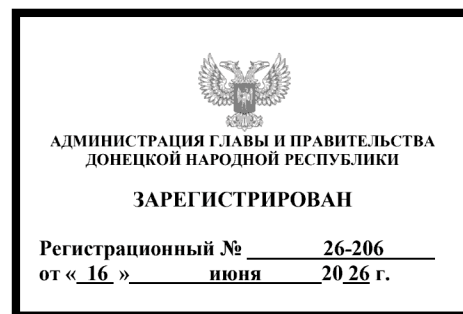 АДМИНИСТРАЦИЯ ГЛАВЫ И ПРАВИТЕЛЬСТВА
ДОНЕЦКОЙ НАРОДНОЙ РЕСПУБЛИКИ
ЗАРЕГИСТРИРОВАН
Регистрационный № 26-206
от « 16 » июня 20 26 г.